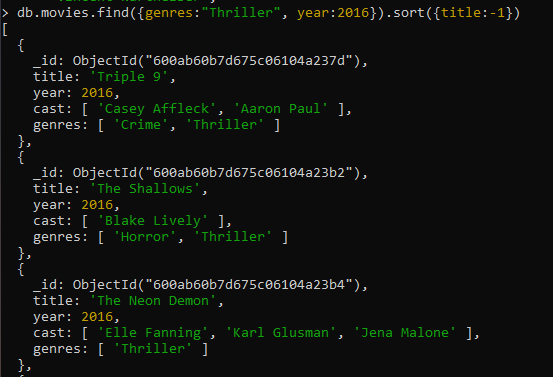 > db.movies.find({genres:"Thriller", year:2016}).sort({title:-1})
[
  {
    _id: ObjectId("600ab60b7d675c06104a237d"),
    title: 'Triple 9',
    year: 2016,
    cast: [ 'Casey Affleck', 'Aaron Paul' ],
    genres: [ 'Crime', 'Thriller' ]
  },
  {
    _id: ObjectId("600ab60b7d675c06104a23b2"),
    title: 'The Shallows',
    year: 2016,
    cast: [ 'Blake Lively' ],
    genres: [ 'Horror', 'Thriller' ]
  },
  {
    _id: ObjectId("600ab60b7d675c06104a23b4"),
    title: 'The Neon Demon',
    year: 2016,
    cast: [ 'Elle Fanning', 'Karl Glusman', 'Jena Malone' ],
    genres: [ 'Thriller' ]
  },